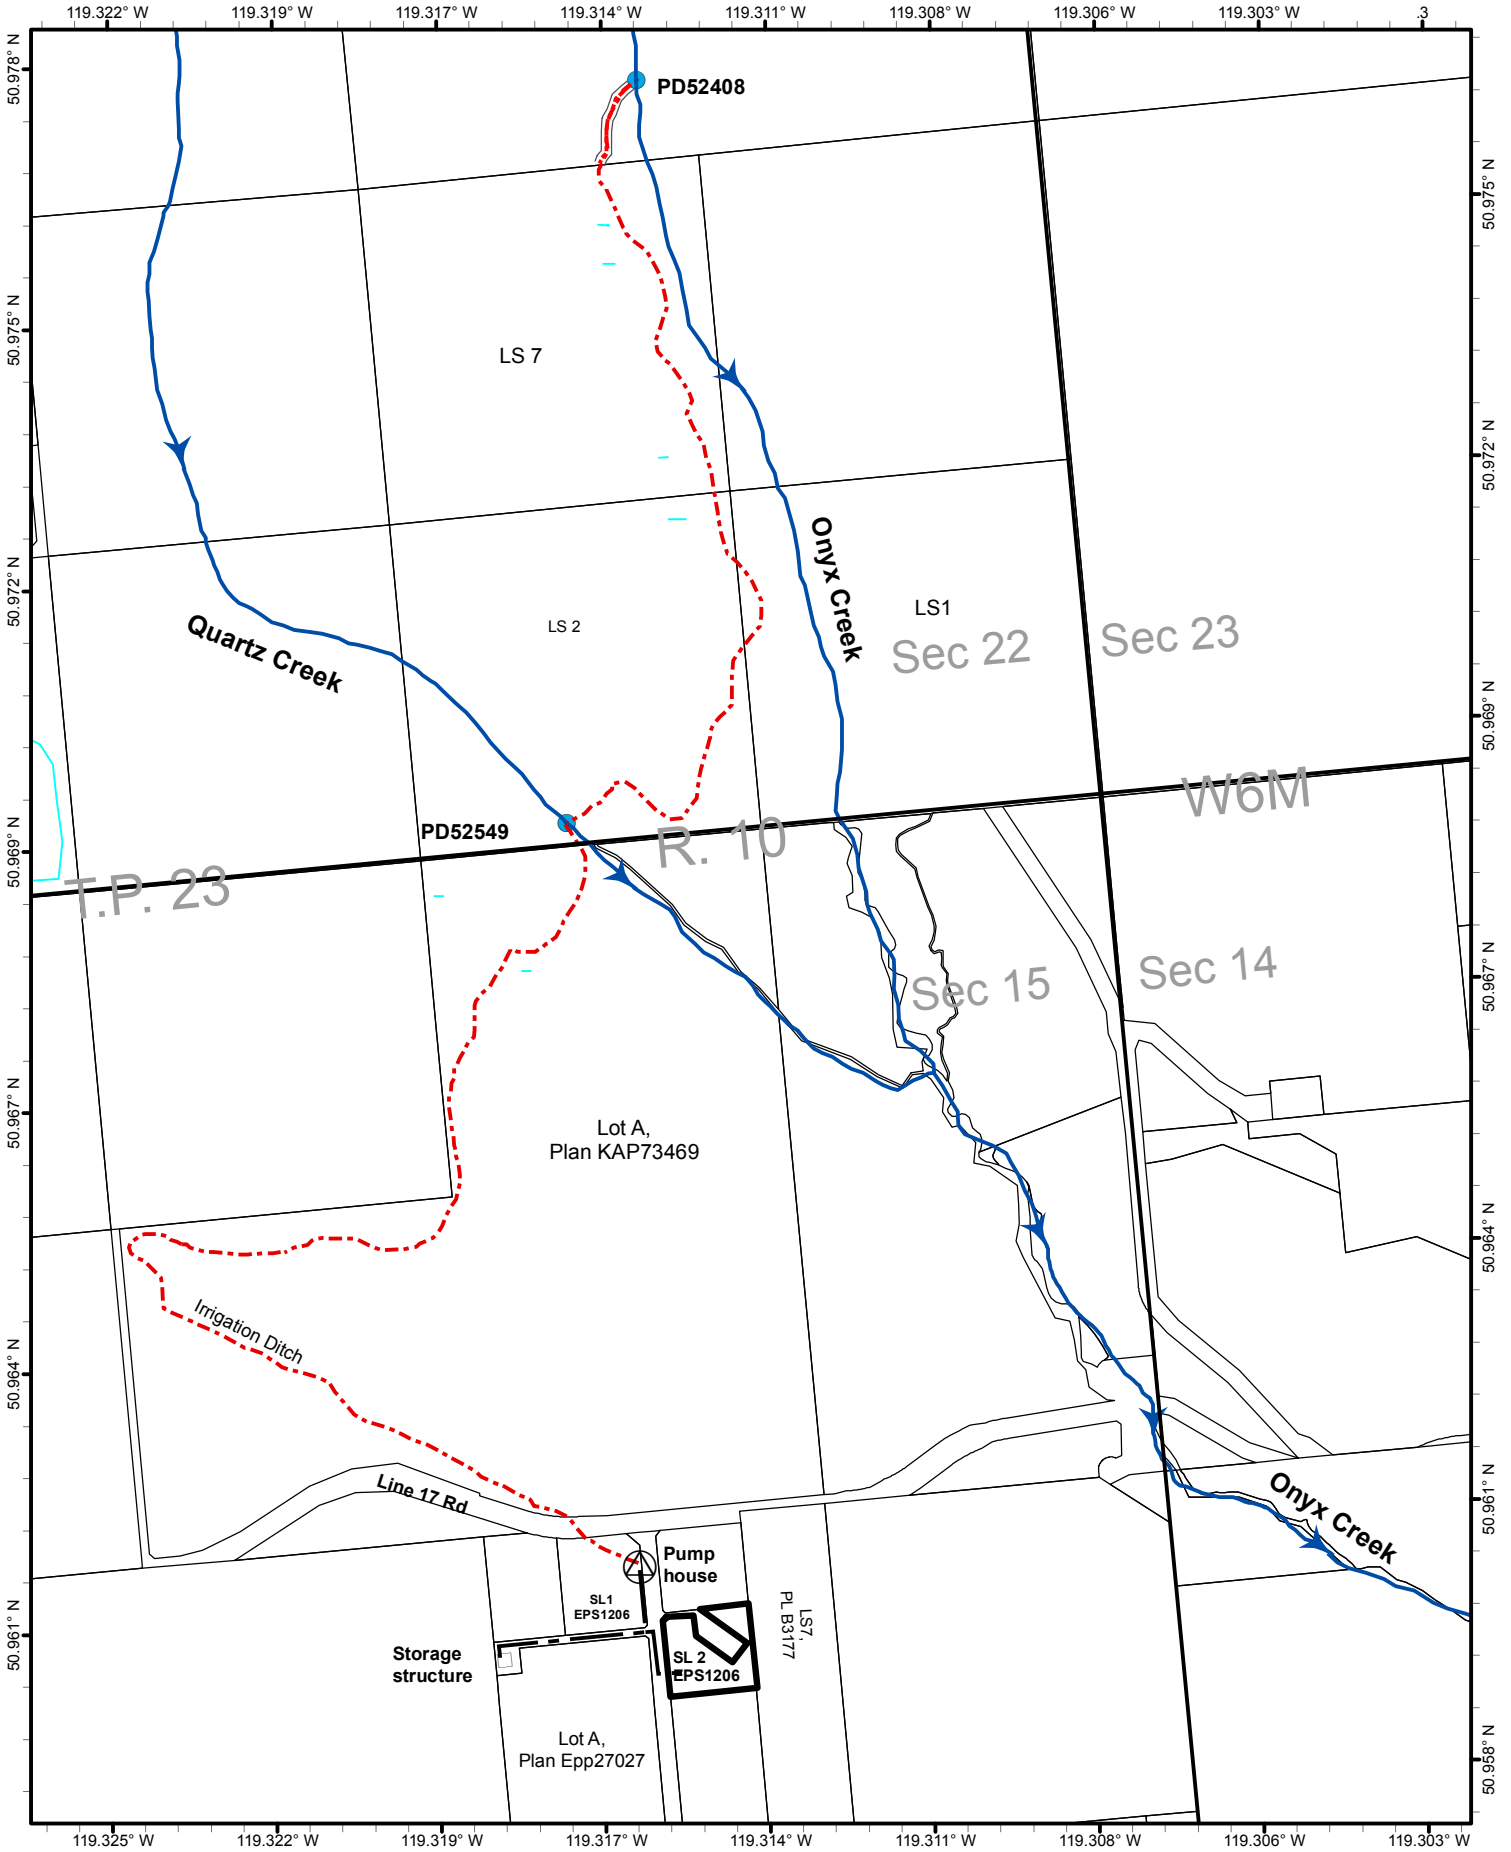 119.322° W
119.319° W
119.317° W
119.314° W
119.311° W
119.308° W
119.306° W
119.303° W
.3
50.978° N
50.975° N
50.972° N
50.969° N
50.967° N
50.964° N
50.961° N
50.975° N
50.972° N
50.969° N
50.967° N
50.964° N
50.961° N
50.958° N
PD52408
LS 7
Onyx Creek
LS1
LS 2
Quartz Creek
Sec 22
Sec 23
W6M
PD52549
R. 10
T.P. 23
Sec 15
Sec 14
Lot A,
Plan KAP73469
Irrigation Ditch
Line 17 Rd
Onyx Creek
Pump
house
SL1
EPS1206
LS7,
PL B3177
Storage
structure
SL 2
EPS1206
Lot A,
Plan Epp27027
119.325° W
119.322° W
119.319° W
119.317° W
119.314° W
119.311° W
119.308° W
119.306° W
119.303° W